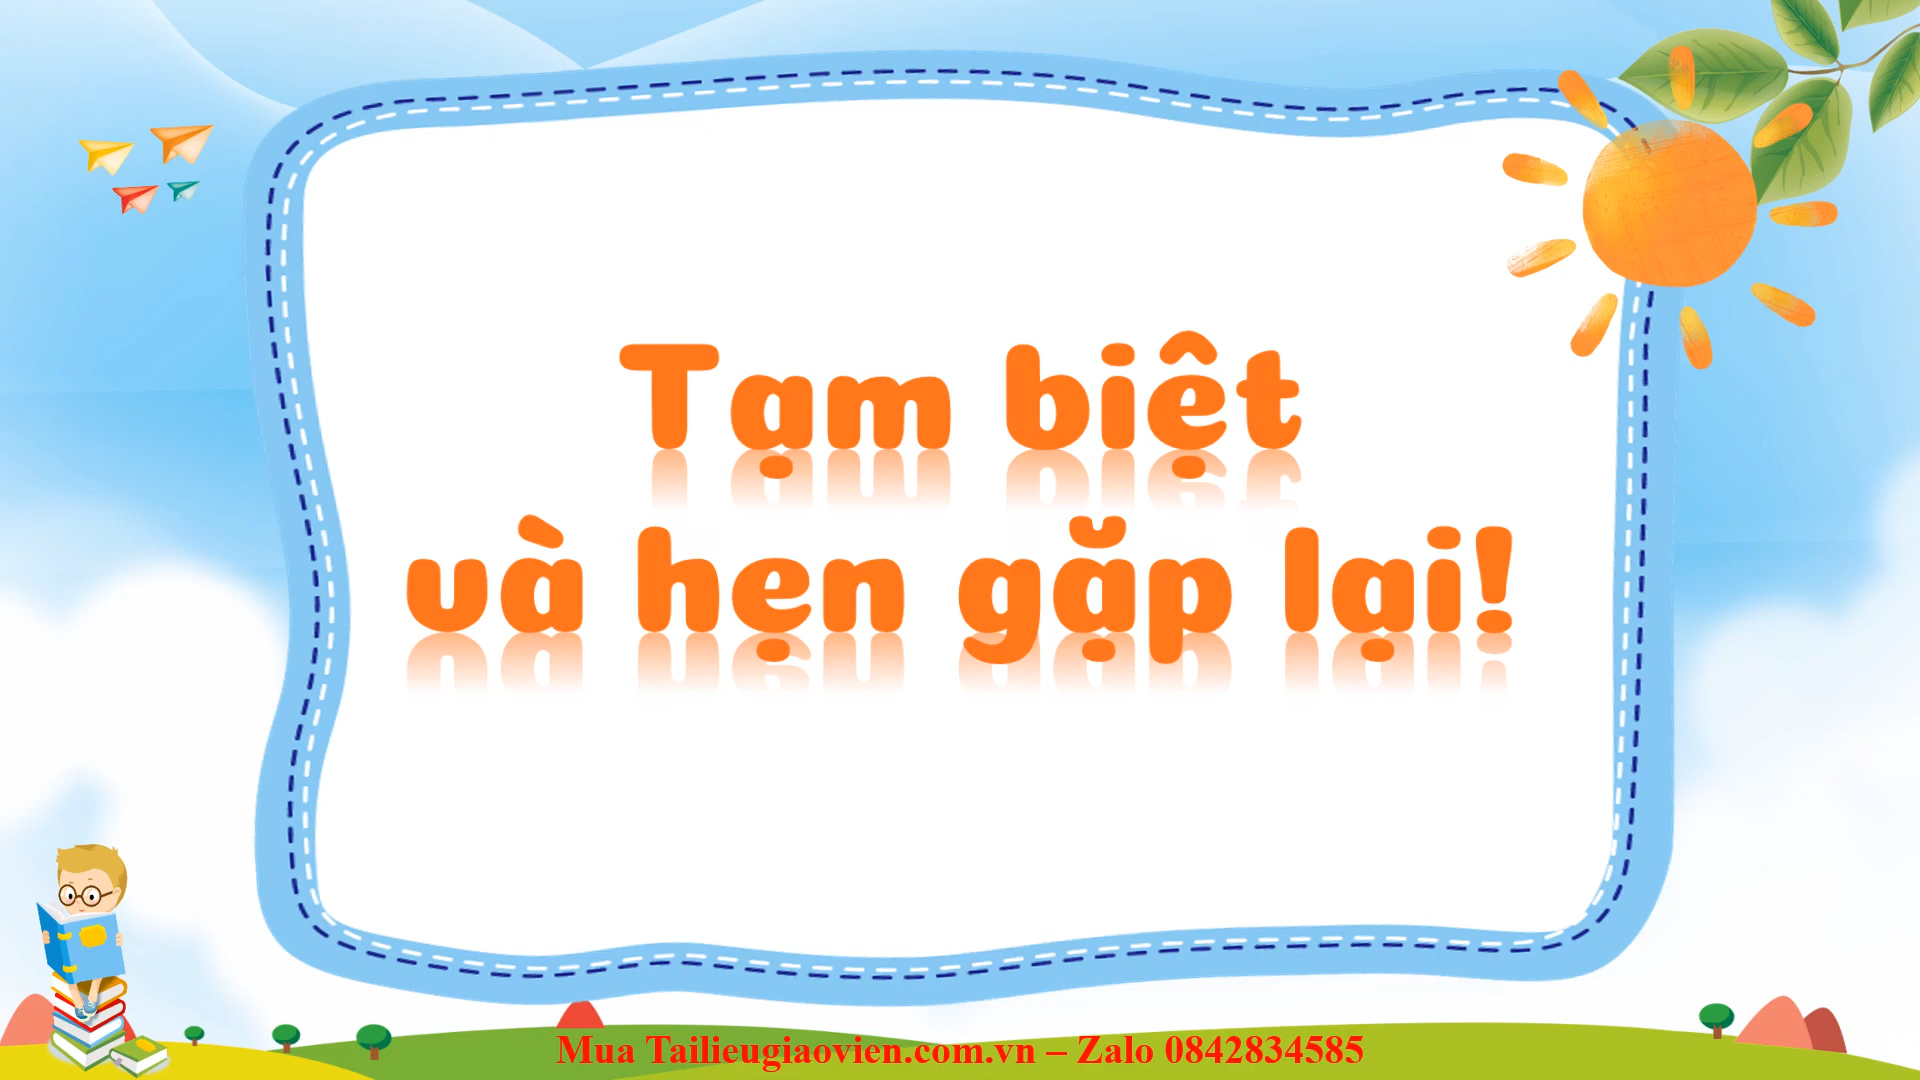 Tạm biệt
và hẹn gặp lại!
Mua Tailieugiaovien.com.vn – Zalo 0842834585